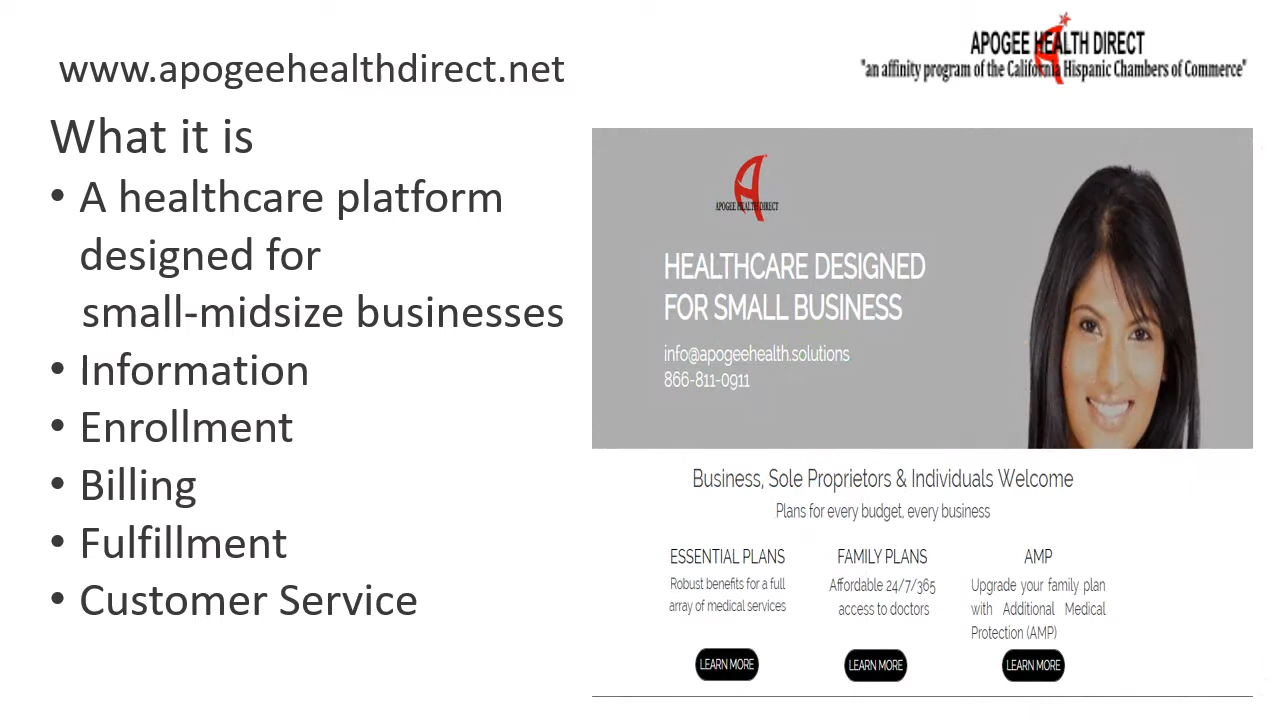 www.apogeehealthdirect.net
APOGEE HEALTH DIRECT
"an affinity program of the California Hispanic Chambers of Commerce"
What it is
• A healthcare platform
designed for
small-midsize businesses
• Information
• Enrollment
• Billing
• Fulfillment
• Customer Service
APOGEE HEALTH DIRECT
HEALTHCARE DESIGNED
FOR SMALL BUSINESS
info@apogeehealth.solutions
866-811-0911
Business, Sole Proprietors & Individuals Welcome
Plans for every budget, every business
ESSENTIAL PLANS
Robust benefits for a full
array of medical services
LEARN MORE
FAMILY PLANS
Affordable 24/7/365
access to doctors
LEARN MORE
AMP
Upgrade your family plan
with Additional Medical
Protection (AMP)
LEARN MORE